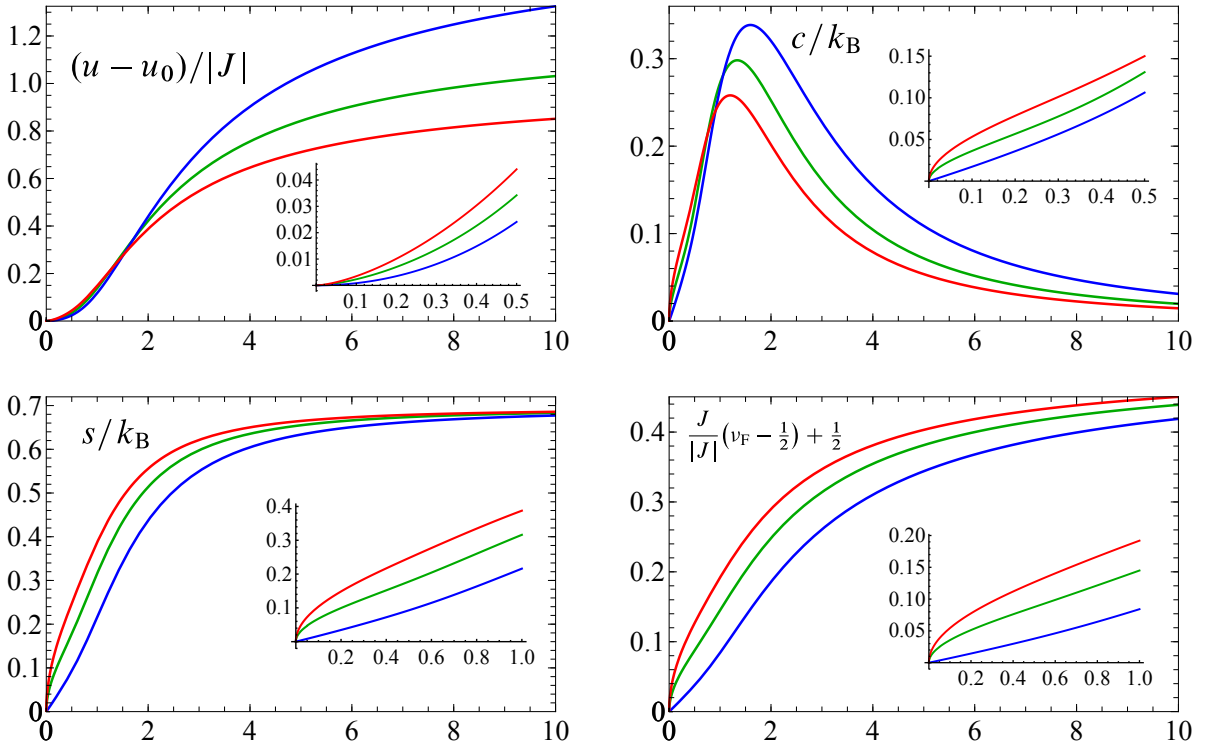 (u − u₀)/|J|
0 0.2 0.4 0.6 0.8 1.0 1.2
0 2 4 6 8 10
0.01 0.02 0.03 0.04
0.1 0.2 0.3 0.4 0.5
c/k_B
0 0.1 0.2 0.3
0 2 4 6 8 10
0.05 0.10 0.15
0.1 0.2 0.3 0.4 0.5
s/k_B
0 0.1 0.2 0.3 0.4 0.5 0.6 0.7
0 2 4 6 8 10
0.1 0.2 0.3 0.4
0.2 0.4 0.6 0.8 1.0
J/|J| (ν_F − 1/2) + 1/2
0 0.1 0.2 0.3 0.4
0 2 4 6 8 10
0.05 0.10 0.15 0.20
0.2 0.4 0.6 0.8 1.0